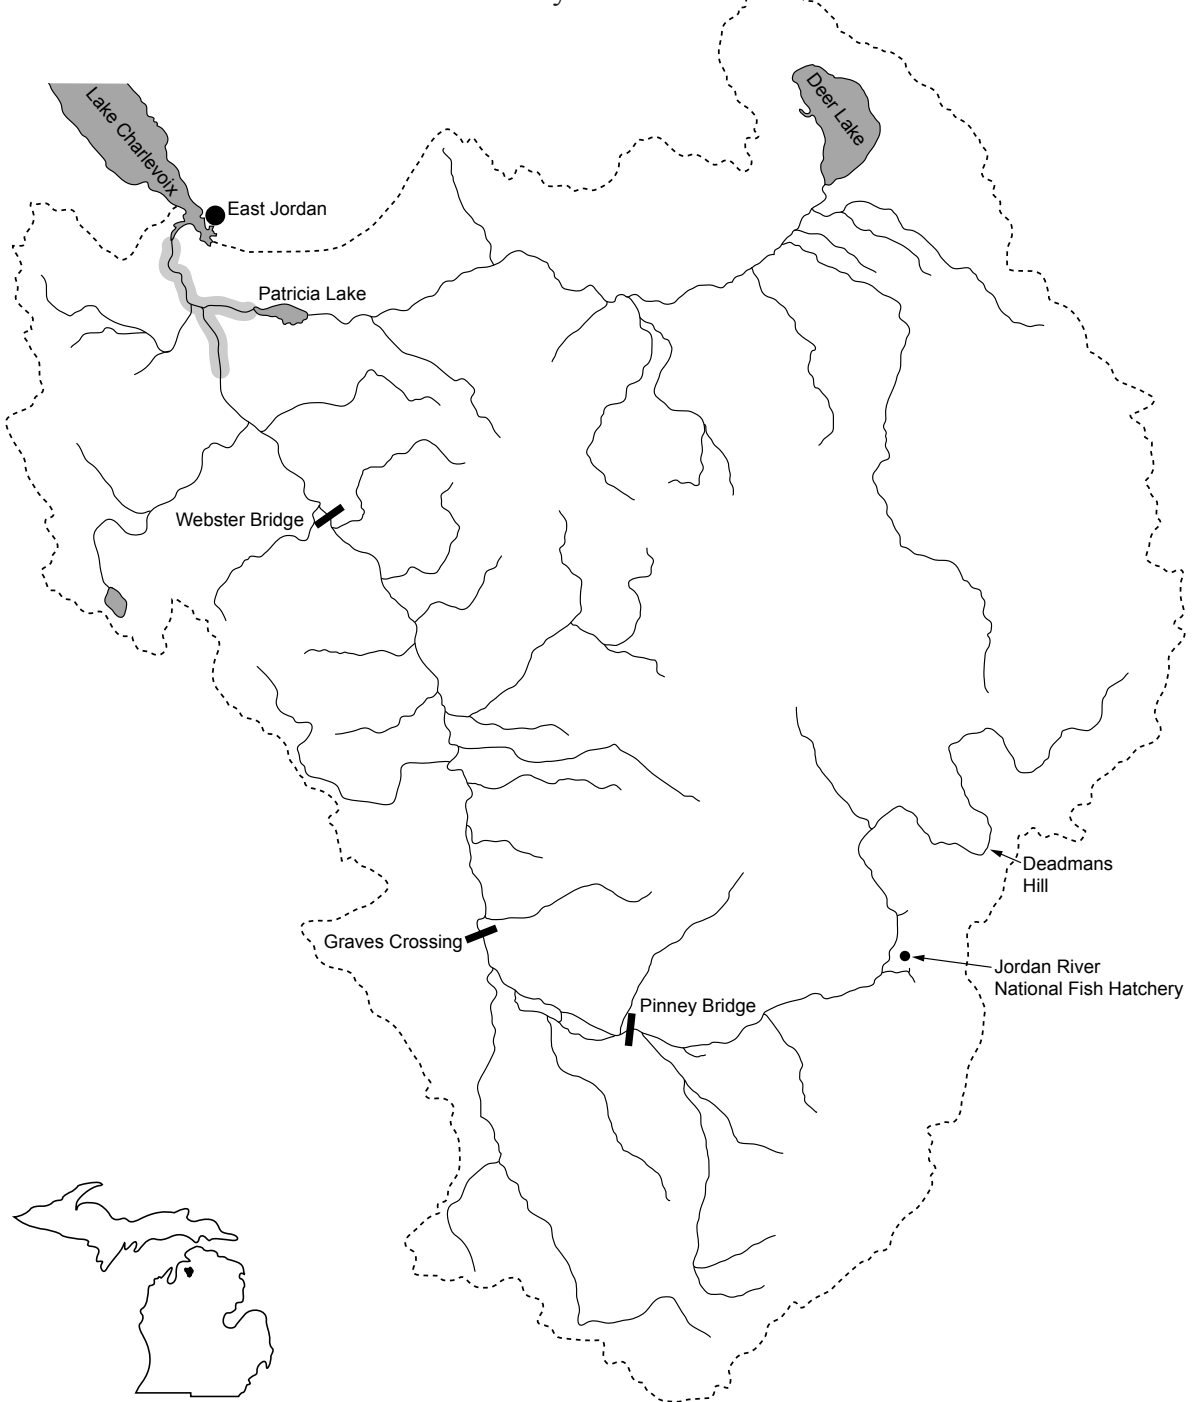 Deer Lake
Lake Charlevoix
East Jordan
Patricia Lake
Webster Bridge
Deadmans
Hill
Graves Crossing
Jordan River
National Fish Hatchery
Pinney Bridge